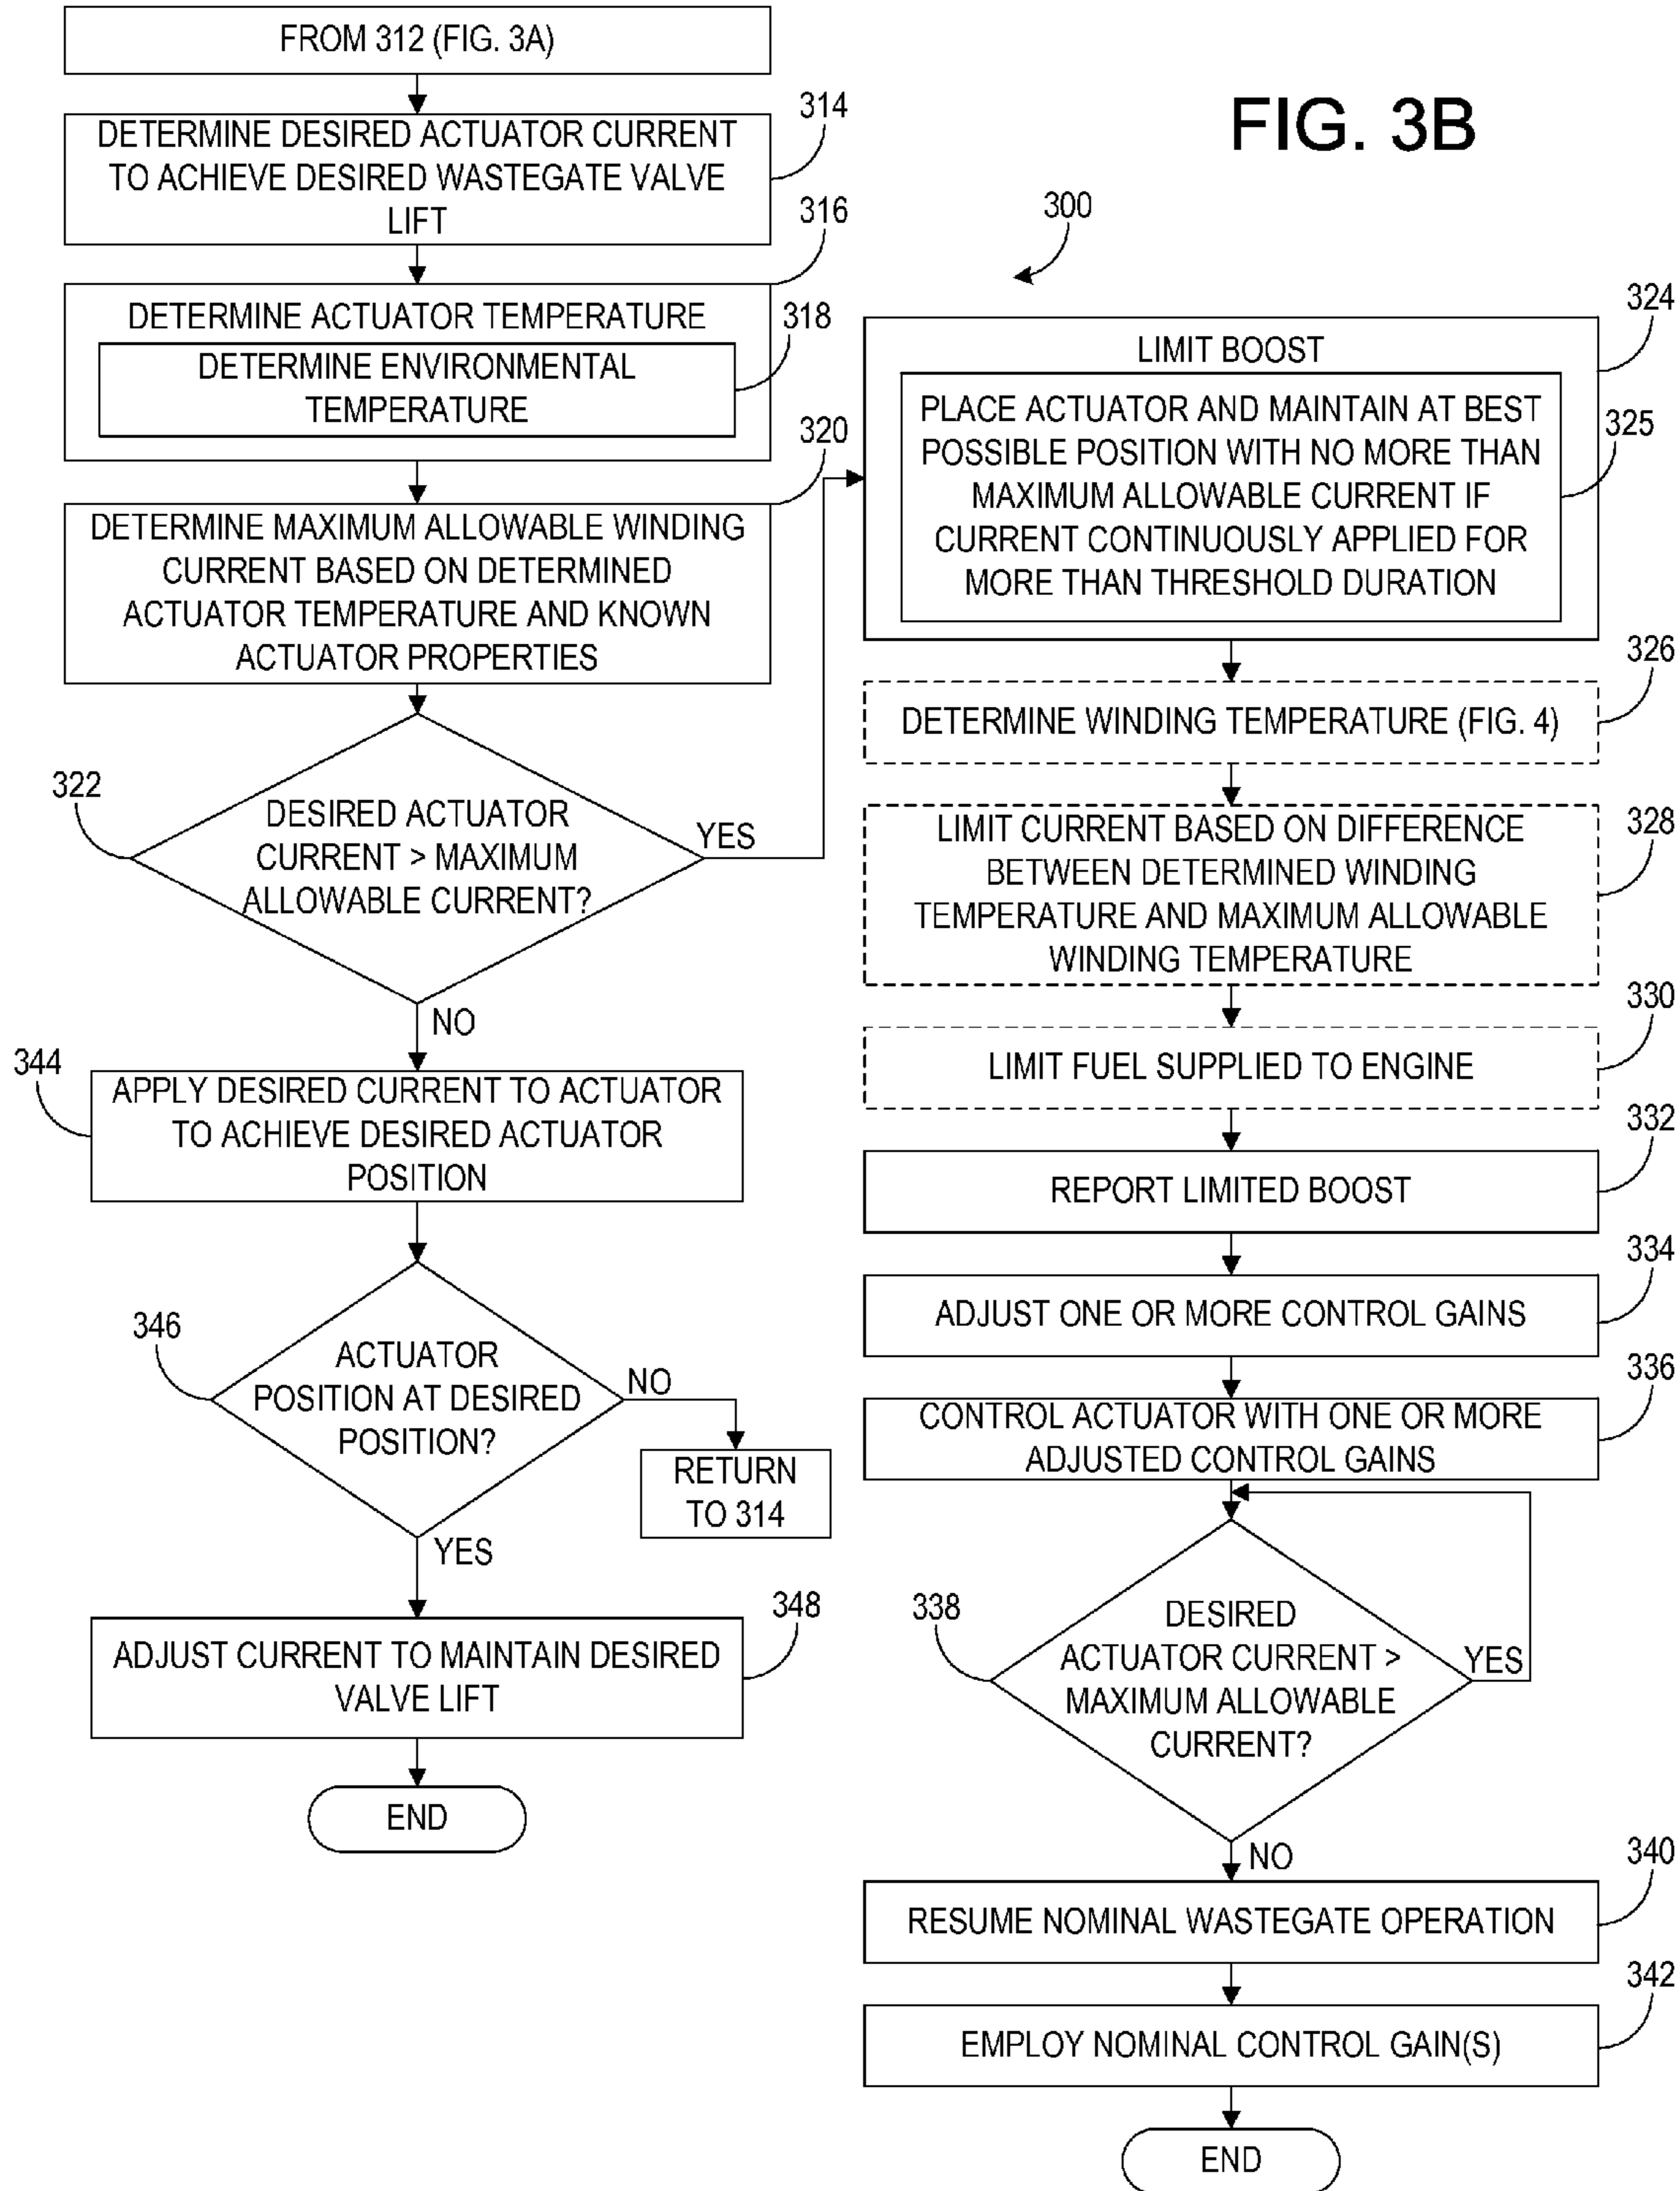 FROM 312 (FIG. 3A)
FIG. 3B
314
DETERMINE DESIRED ACTUATOR CURRENT
TO ACHIEVE DESIRED WASTEGATE VALVE
LIFT
316
DETERMINE ACTUATOR TEMPERATURE
318
DETERMINE ENVIRONMENTAL
TEMPERATURE
320
DETERMINE MAXIMUM ALLOWABLE WINDING
CURRENT BASED ON DETERMINED
ACTUATOR TEMPERATURE AND KNOWN
ACTUATOR PROPERTIES
322
DESIRED ACTUATOR
CURRENT > MAXIMUM
ALLOWABLE CURRENT?
YES
NO
344
APPLY DESIRED CURRENT TO ACTUATOR
TO ACHIEVE DESIRED ACTUATOR
POSITION
346
ACTUATOR
POSITION AT DESIRED
POSITION?
NO
RETURN
TO 314
YES
348
ADJUST CURRENT TO MAINTAIN DESIRED
VALVE LIFT
END
300
324
LIMIT BOOST
325
PLACE ACTUATOR AND MAINTAIN AT BEST
POSSIBLE POSITION WITH NO MORE THAN
MAXIMUM ALLOWABLE CURRENT IF
CURRENT CONTINUOUSLY APPLIED FOR
MORE THAN THRESHOLD DURATION
326
DETERMINE WINDING TEMPERATURE (FIG. 4)
328
LIMIT CURRENT BASED ON DIFFERENCE
BETWEEN DETERMINED WINDING
TEMPERATURE AND MAXIMUM ALLOWABLE
WINDING TEMPERATURE
330
LIMIT FUEL SUPPLIED TO ENGINE
332
REPORT LIMITED BOOST
334
ADJUST ONE OR MORE CONTROL GAINS
336
CONTROL ACTUATOR WITH ONE OR MORE
ADJUSTED CONTROL GAINS
338
DESIRED
ACTUATOR CURRENT >
MAXIMUM ALLOWABLE
CURRENT?
YES
NO
340
RESUME NOMINAL WASTEGATE OPERATION
342
EMPLOY NOMINAL CONTROL GAIN(S)
END